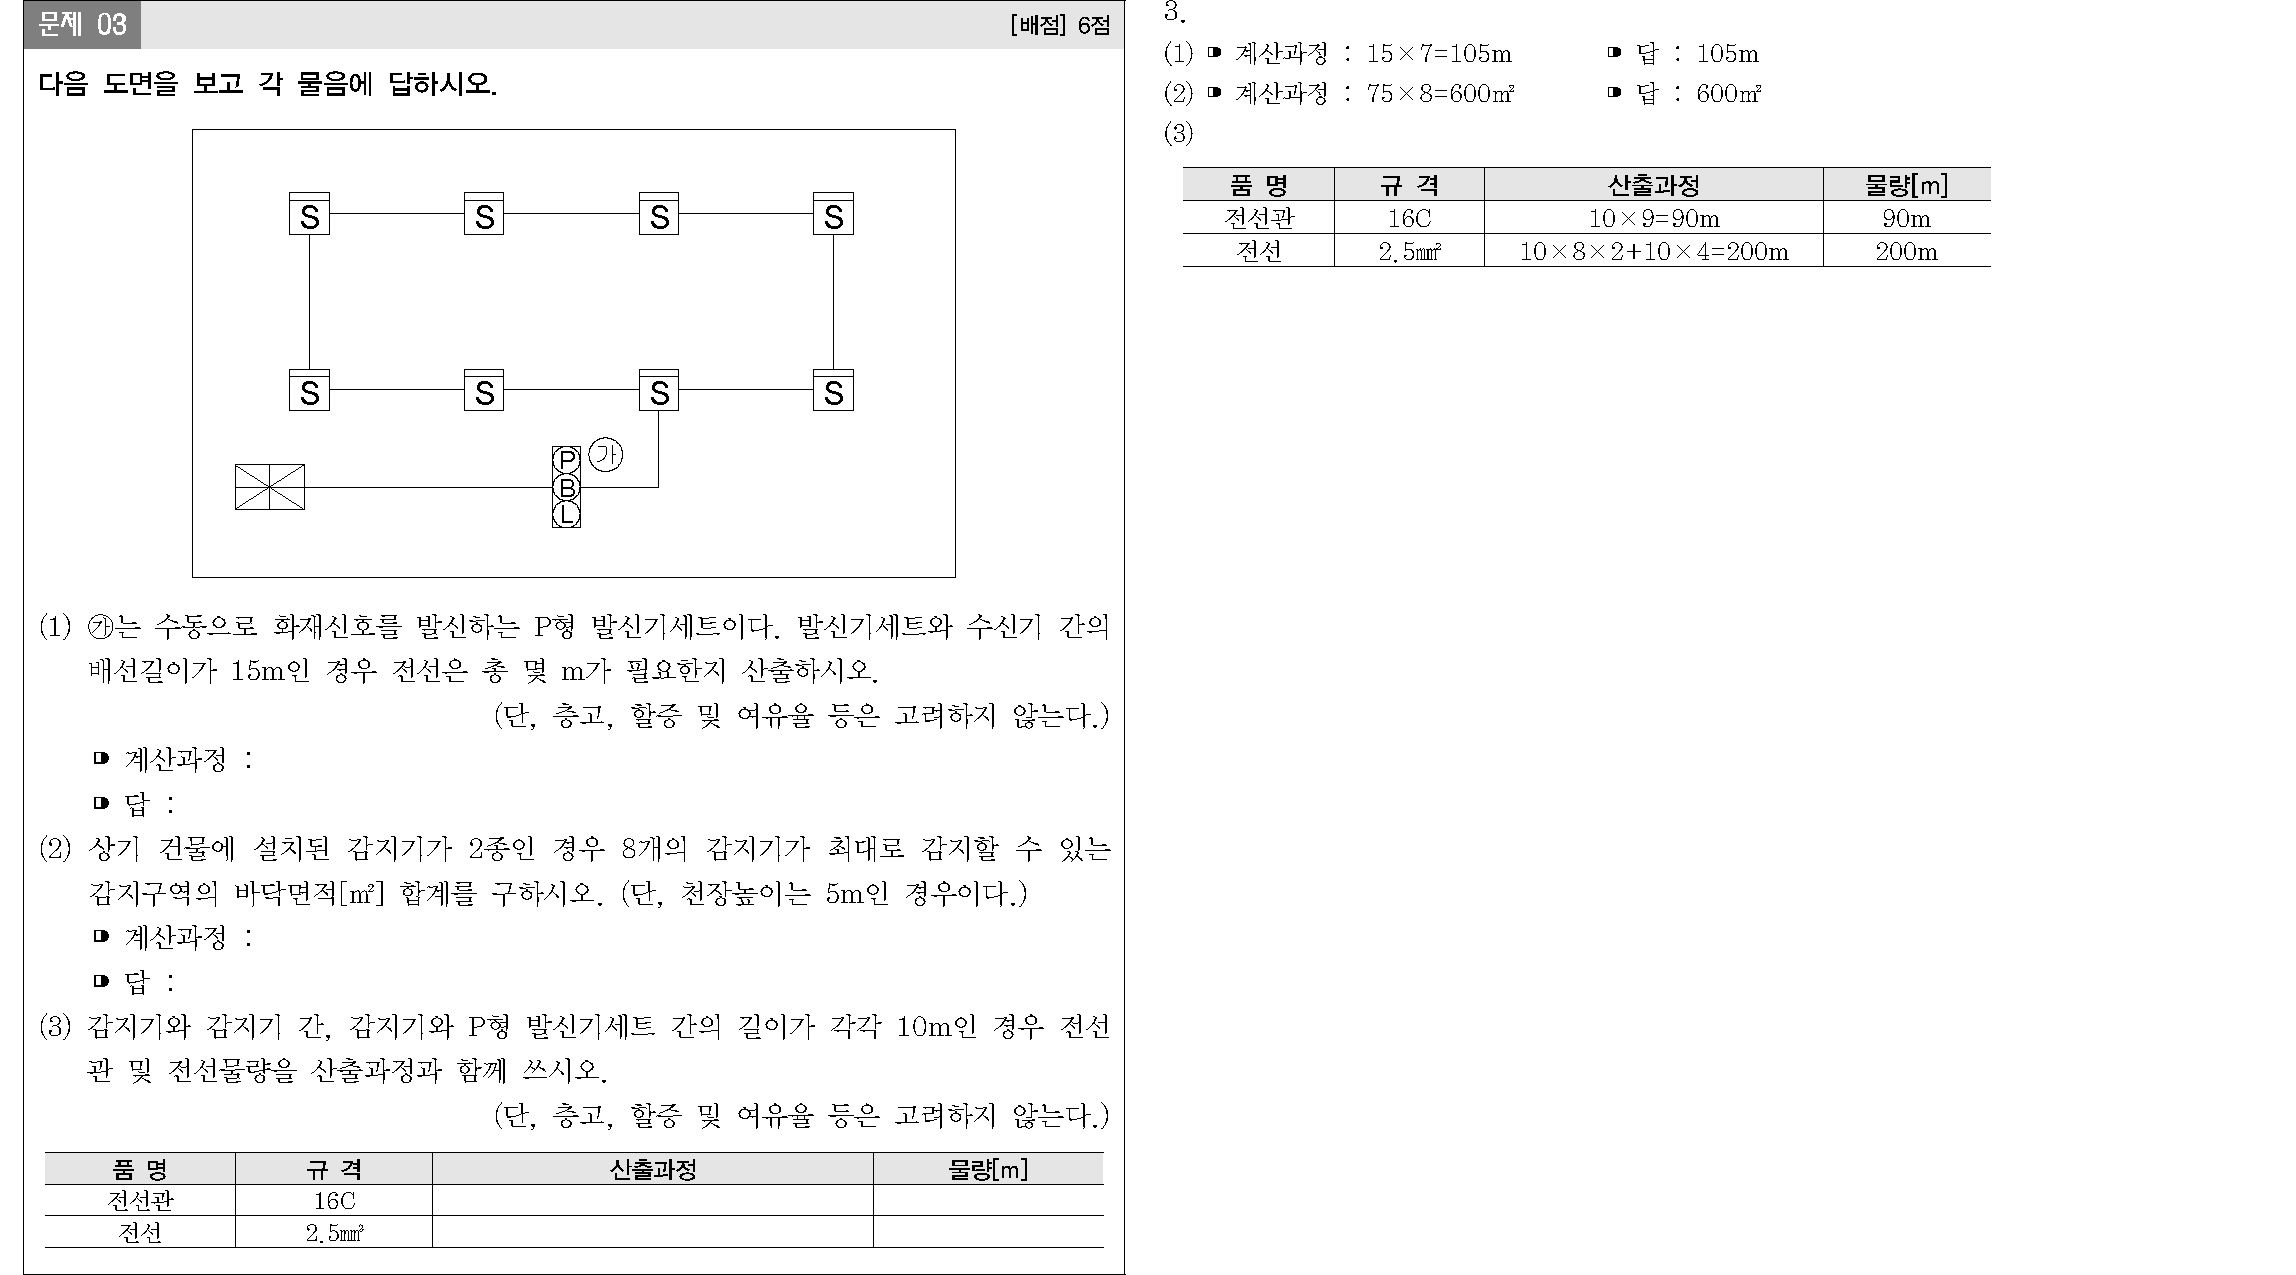 문제 03
[배점] 6점
다음 도면을 보고 각 물음에 답하시오.
S S S S
S S S S
P
B
L
㉮
(1) ㉮는 수동으로 화재신호를 발신하는 P형 발신기세트이다. 발신기세트와 수신기 간의
배선길이가 15m인 경우 전선은 총 몇 m가 필요한지 산출하시오.
(단, 층고, 할증 및 여유율 등은 고려하지 않는다.)
계산과정 :
답 :
(2) 상기 건물에 설치된 감지기가 2종인 경우 8개의 감지기가 최대로 감지할 수 있는
감지구역의 바닥면적[㎡] 합계를 구하시오. (단, 천장높이는 5m인 경우이다.)
계산과정 :
답 :
(3) 감지기와 감지기 간, 감지기와 P형 발신기세트 간의 길이가 각각 10m인 경우 전선
관 및 전선물량을 산출과정과 함께 쓰시오.
(단, 층고, 할증 및 여유율 등은 고려하지 않는다.)
품 명 규 격 산출과정 물량[m]
전선관 16C
전선 2.5㎟
3.
(1) 계산과정 : 15×7=105m 답 : 105m
(2) 계산과정 : 75×8=600㎡ 답 : 600㎡
(3)
품 명 규 격 산출과정 물량[m]
전선관 16C 10×9=90m 90m
전선 2.5㎟ 10×8×2+10×4=200m 200m